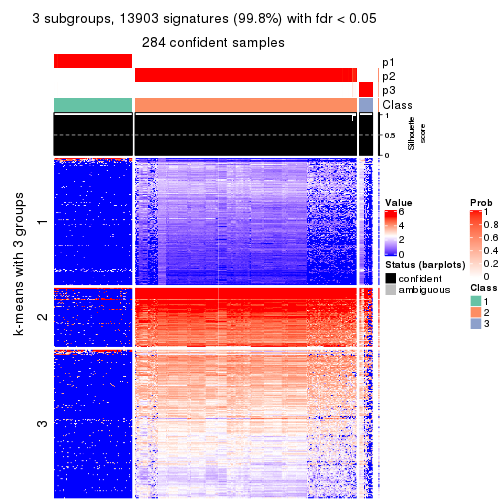 3 subgroups, 13903 signatures (99.8%) with fdr < 0.05
284 confident samples
p1
p2
p3
Class
1
0.5
0
Silhouette
score
k-means with 3 groups
1
2
3
Value
6
4
2
0
Status (barplots)
confident
ambiguous
Prob
1
0.8
0.6
0.4
0.2
0
Class
1
2
3